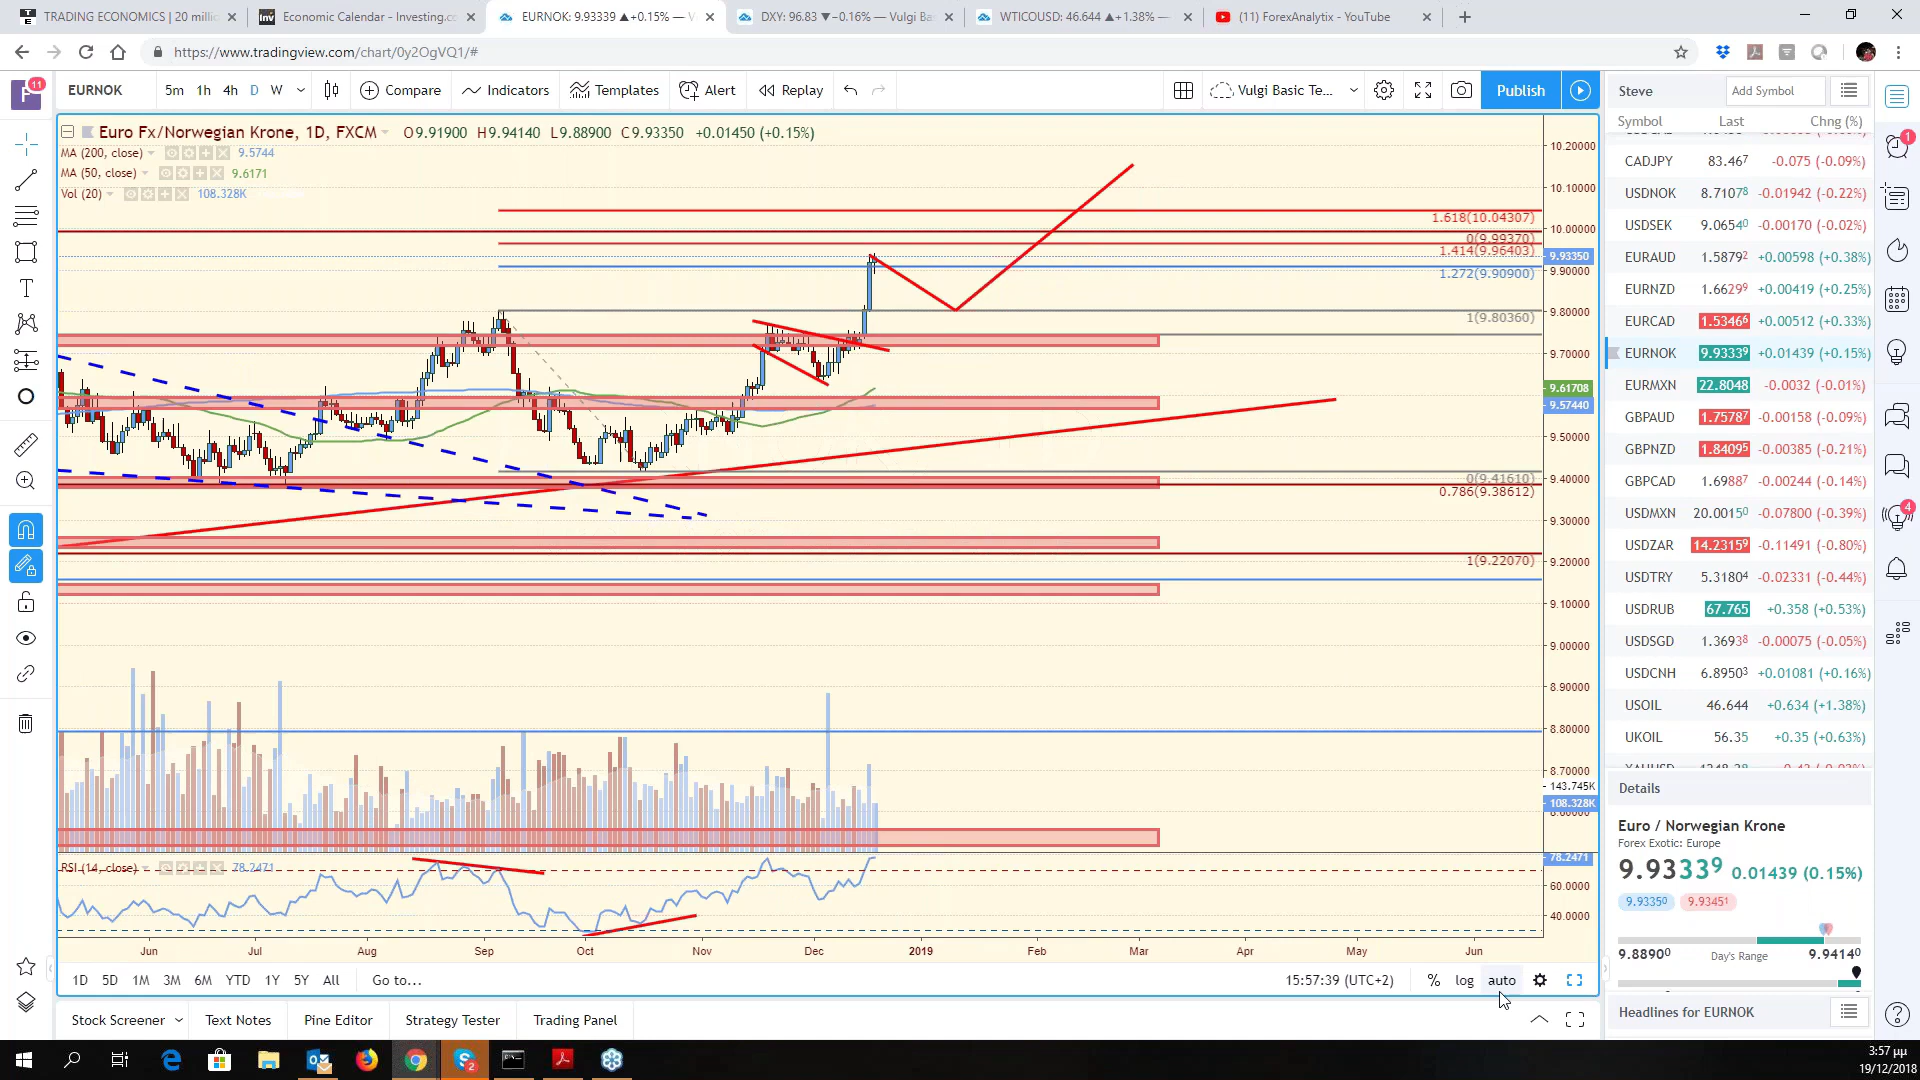 TRADING ECONOMICS | 20 milli
Economic Calendar - Investing.co
EURNOK: 9.93339 ▲+0.15% — V
DXY: 96.83 ▼−0.16% — Vulgi Ba
WTICOUSD: 46.644 ▲+1.38% —
(11) ForexAnalytix - YouTube
https://www.tradingview.com/chart/0y2OgVQ1/#
11
EURNOK
5m 1h 4h D W
Compare
Indicators
Templates
Alert
Replay
Vulgi Basic Te...
Publish
Euro Fx/Norwegian Krone, 1D, FXCM O9.91900 H9.94140 L9.88900 C9.93350 +0.01450 (+0.15%)
MA (200, close) 9.5744
MA (50, close) 9.6171
Vol (20) 108.328K
1.618(10.04307)
0(9.99370)
1.414(9.96403)
1.272(9.90900)
1(9.80360)
0(9.41610)
0.786(9.38612)
1(9.22070)
10.20000
10.10000
10.00000
9.93350
9.90000
9.80000
9.70000
9.61708
9.57440
9.50000
9.40000
9.30000
9.20000
9.10000
9.00000
8.90000
8.80000
8.70000
143.745K
108.328K
RSI (14, close) 78.2471
78.2471
60.0000
40.0000
Jun Jul Aug Sep Oct Nov Dec 2019 Feb Mar Apr May Jun
1D 5D 1M 3M 6M YTD 1Y 5Y All Go to...
15:57:39 (UTC+2) % log auto
Stock Screener Text Notes Pine Editor Strategy Tester Trading Panel
Steve
Add Symbol
Symbol Last Chng (%)
CADJPY 83.467 -0.075 (-0.09%)
USDNOK 8.71078 -0.01942 (-0.22%)
USDSEK 9.06540 -0.00170 (-0.02%)
EURAUD 1.58792 +0.00598 (+0.38%)
EURNZD 1.66299 +0.00419 (+0.25%)
EURCAD 1.53466 +0.00512 (+0.33%)
EURNOK 9.93339 +0.01439 (+0.15%)
EURMXN 22.8048 -0.0032 (-0.01%)
GBPAUD 1.75787 -0.00158 (-0.09%)
GBPNZD 1.84095 -0.00385 (-0.21%)
GBPCAD 1.69887 -0.00244 (-0.14%)
USDMXN 20.00150 -0.07800 (-0.39%)
USDZAR 14.23159 -0.11491 (-0.80%)
USDTRY 5.31804 -0.02331 (-0.44%)
USDRUB 67.765 +0.358 (+0.53%)
USDSGD 1.36938 -0.00075 (-0.05%)
USDCNH 6.89503 +0.01081 (+0.16%)
USOIL 46.644 +0.634 (+1.38%)
UKOIL 56.35 +0.35 (+0.63%)
Details
Euro / Norwegian Krone
Forex Exotic: Europe
9.93339 0.01439 (0.15%)
9.93350 9.93451
9.88900 Day's Range 9.94140
Headlines for EURNOK
1
4
2
3:57 μμ
19/12/2018